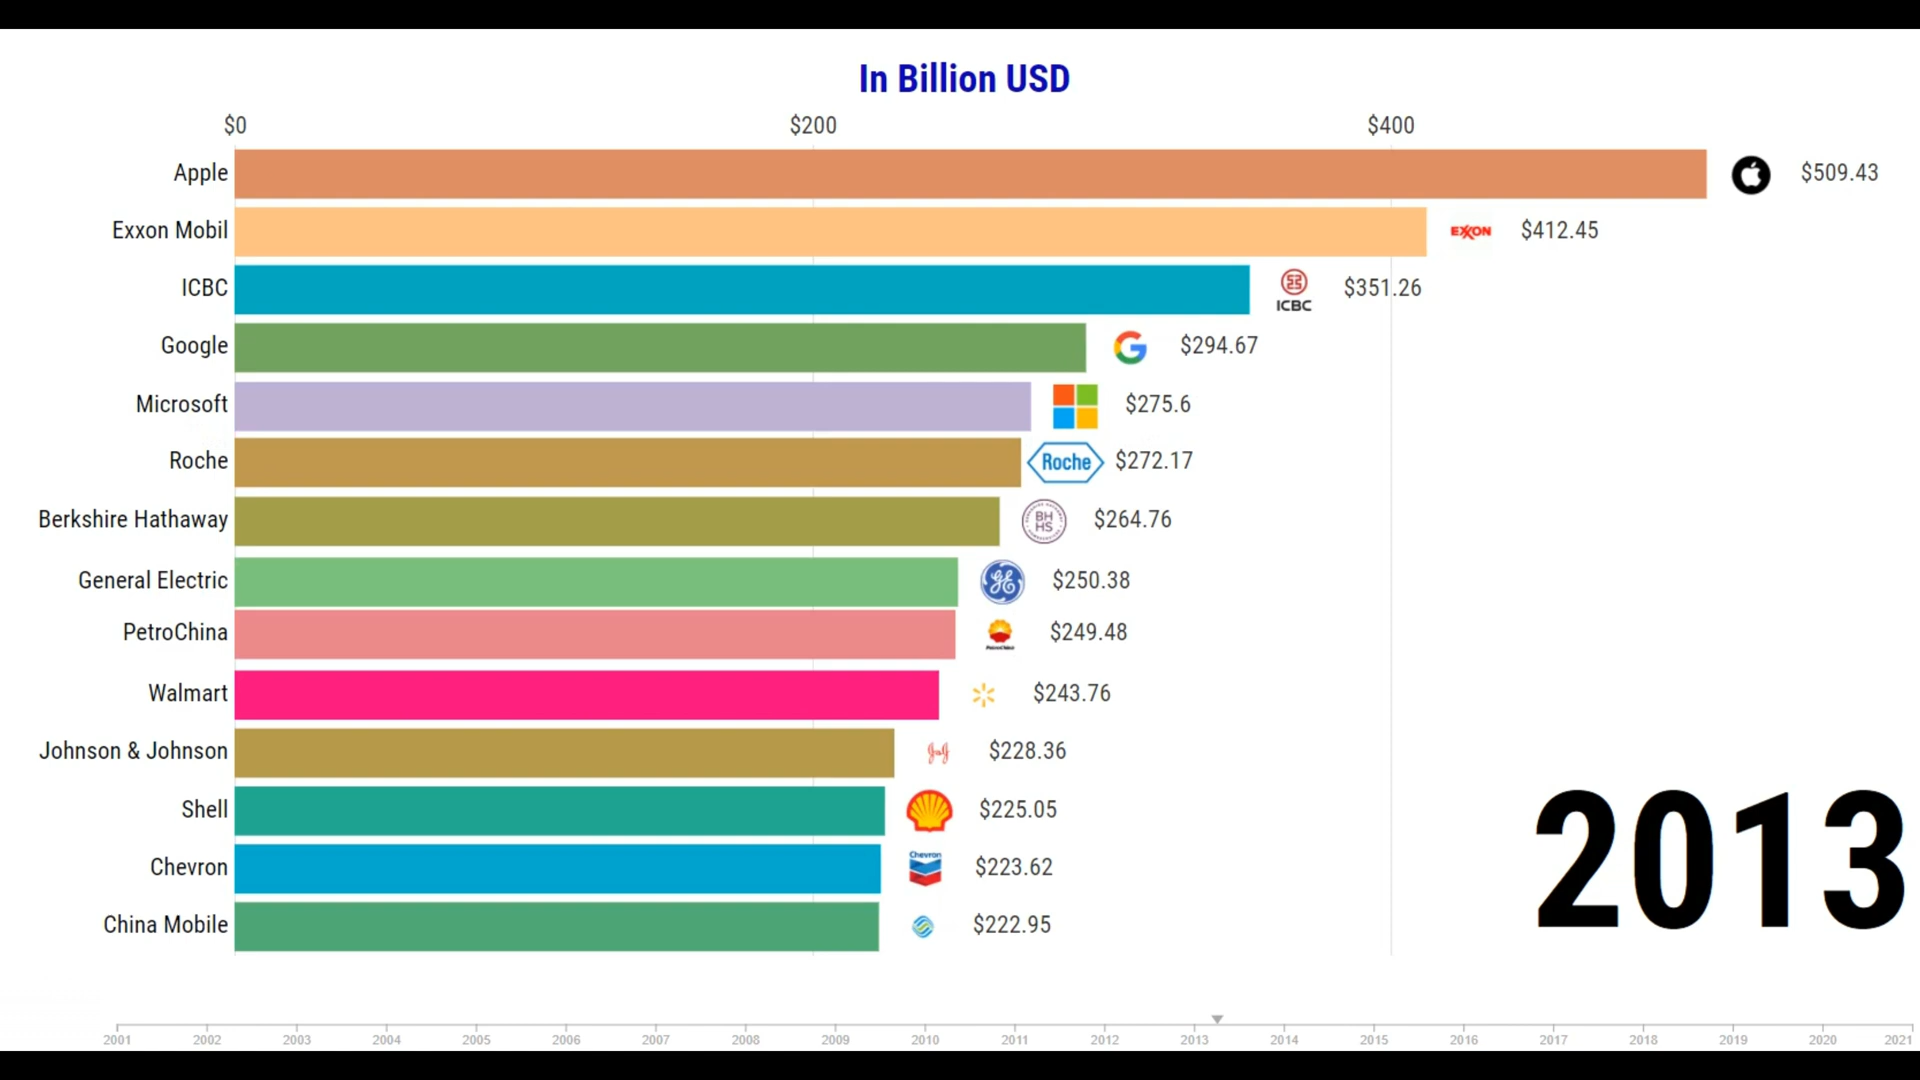 In Billion USD
$0 $200 $400
Apple $509.43
Exxon Mobil EXXON $412.45
ICBC ICBC $351.26
Google G $294.67
Microsoft $275.6
Roche Roche $272.17
Berkshire Hathaway BH HS $264.76
General Electric GE $250.38
PetroChina PetroChina $249.48
Walmart $243.76
Johnson & Johnson J&J $228.36
Shell $225.05
Chevron Chevron $223.62
China Mobile $222.95
2013
2001 2002 2003 2004 2005 2006 2007 2008 2009 2010 2011 2012 2013 2014 2015 2016 2017 2018 2019 2020 2021